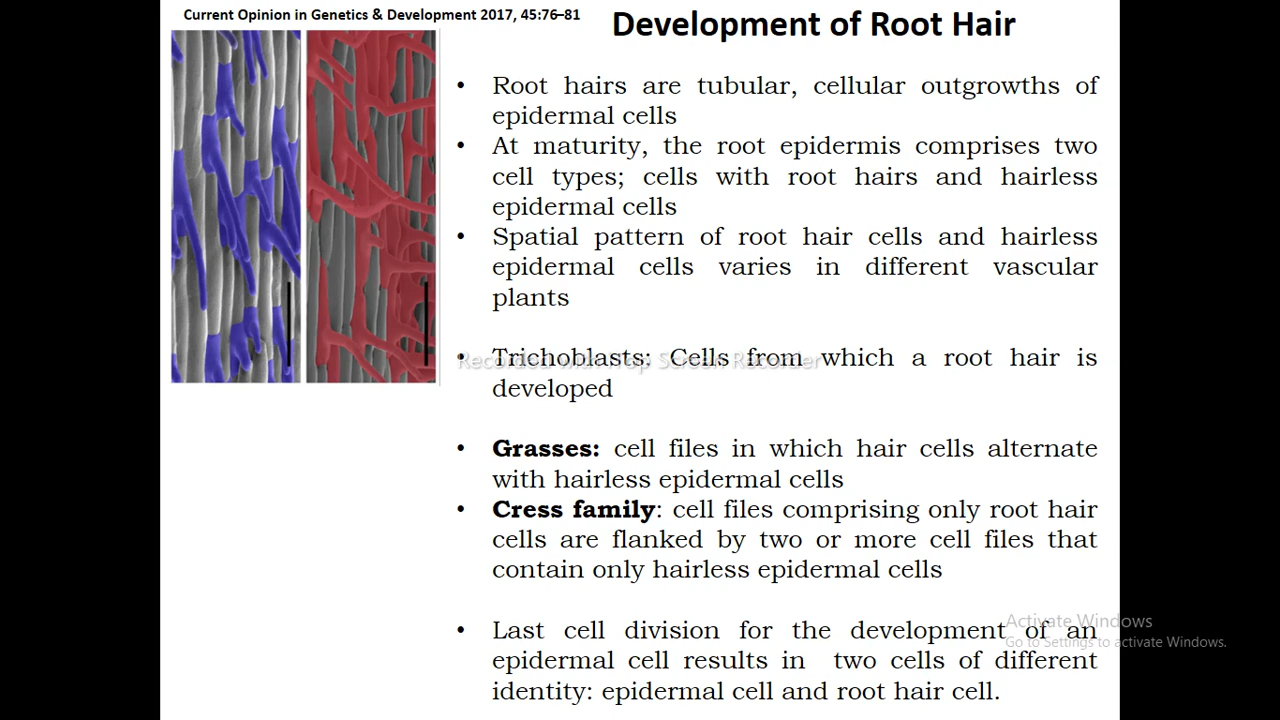 Current Opinion in Genetics & Development 2017, 45:76–81
Development of Root Hair
• Root hairs are tubular, cellular outgrowths of
epidermal cells
• At maturity, the root epidermis comprises two
cell types; cells with root hairs and hairless
epidermal cells
• Spatial pattern of root hair cells and hairless
epidermal cells varies in different vascular
plants
• Trichoblasts: Cells from which a root hair is
developed
Recorded with iTop Screen Recorder
• Grasses: cell files in which hair cells alternate
with hairless epidermal cells
• Cress family: cell files comprising only root hair
cells are flanked by two or more cell files that
contain only hairless epidermal cells
• Last cell division for the development of an
epidermal cell results in two cells of different
identity: epidermal cell and root hair cell.
Activate Windows
Go to Settings to activate Windows.